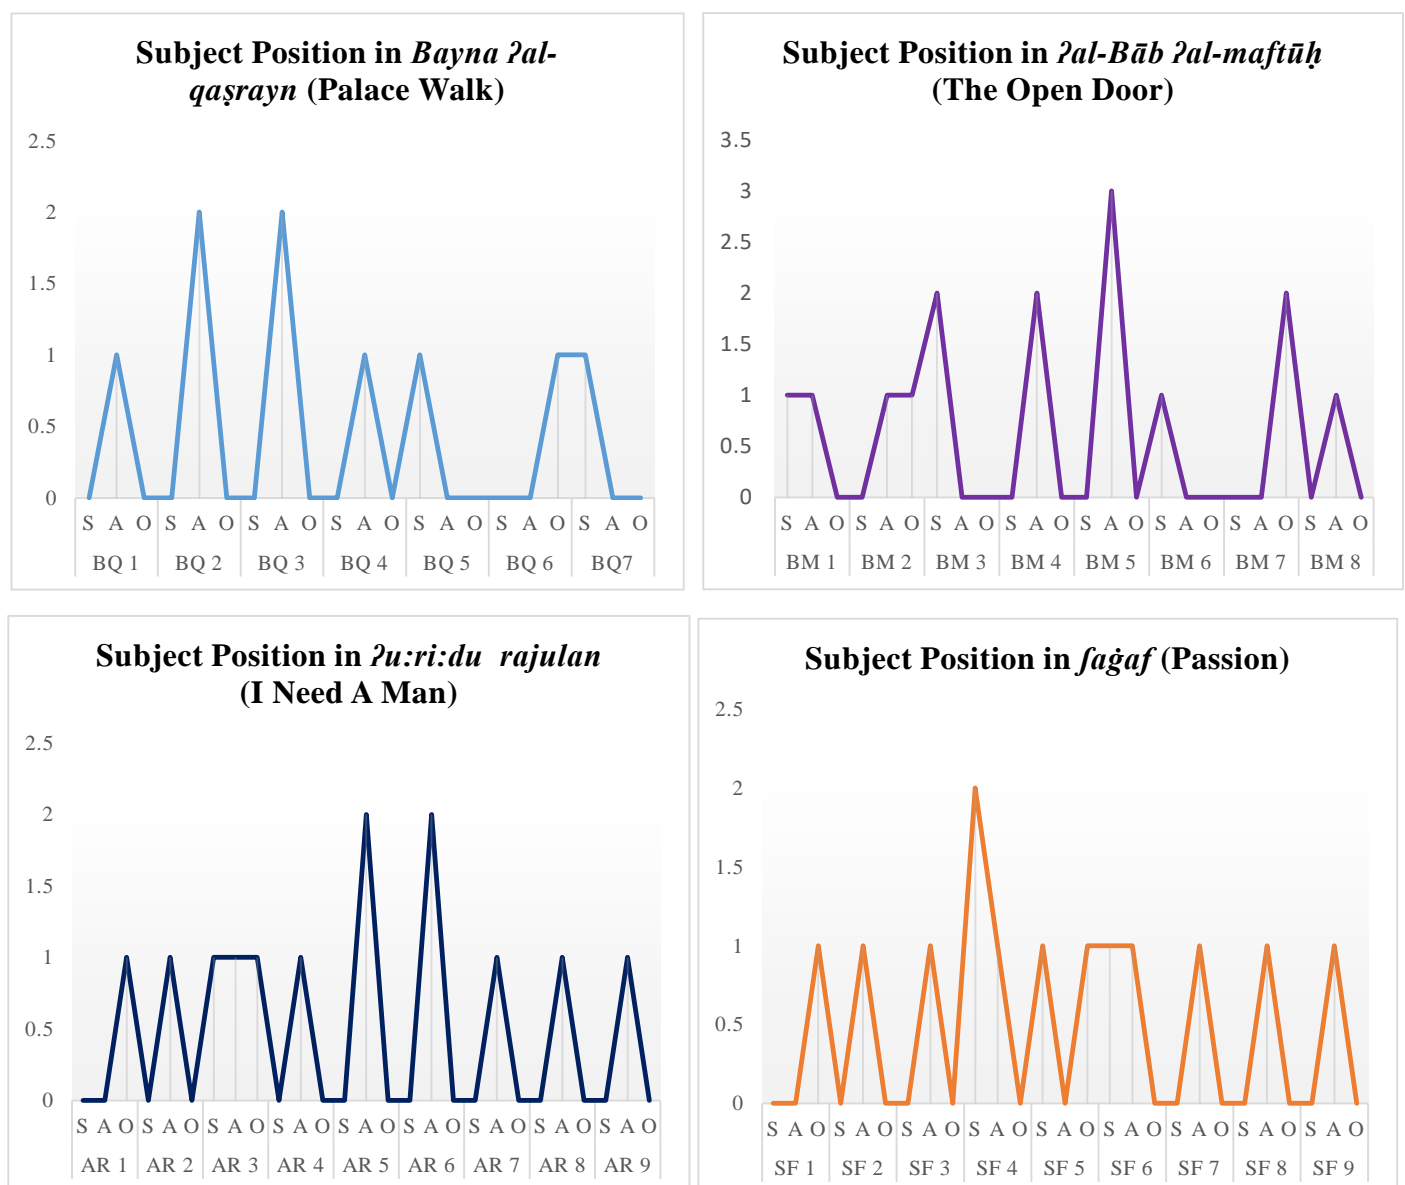 Subject Position in Bayna ʔal-
qaṣrayn (Palace Walk)
2.5
2
1.5
1
0.5
0
S A O S A O S A O S A O S A O S A O S A O
BQ 1 BQ 2 BQ 3 BQ 4 BQ 5 BQ 6 BQ7
Subject Position in ʔal-Bāb ʔal-maftūḥ
(The Open Door)
3.5
3
2.5
2
1.5
1
0.5
0
S A O S A O S A O S A O S A O S A O S A O S A O
BM 1 BM 2 BM 3 BM 4 BM 5 BM 6 BM 7 BM 8
Subject Position in ʔu:ri:du rajulan
(I Need A Man)
2.5
2
1.5
1
0.5
0
S A O S A O S A O S A O S A O S A O S A O S A O S A O
AR 1 AR 2 AR 3 AR 4 AR 5 AR 6 AR 7 AR 8 AR 9
Subject Position in ʃaġaf (Passion)
2.5
2
1.5
1
0.5
0
S A O S A O S A O S A O S A O S A O S A O S A O S A O
SF 1 SF 2 SF 3 SF 4 SF 5 SF 6 SF 7 SF 8 SF 9